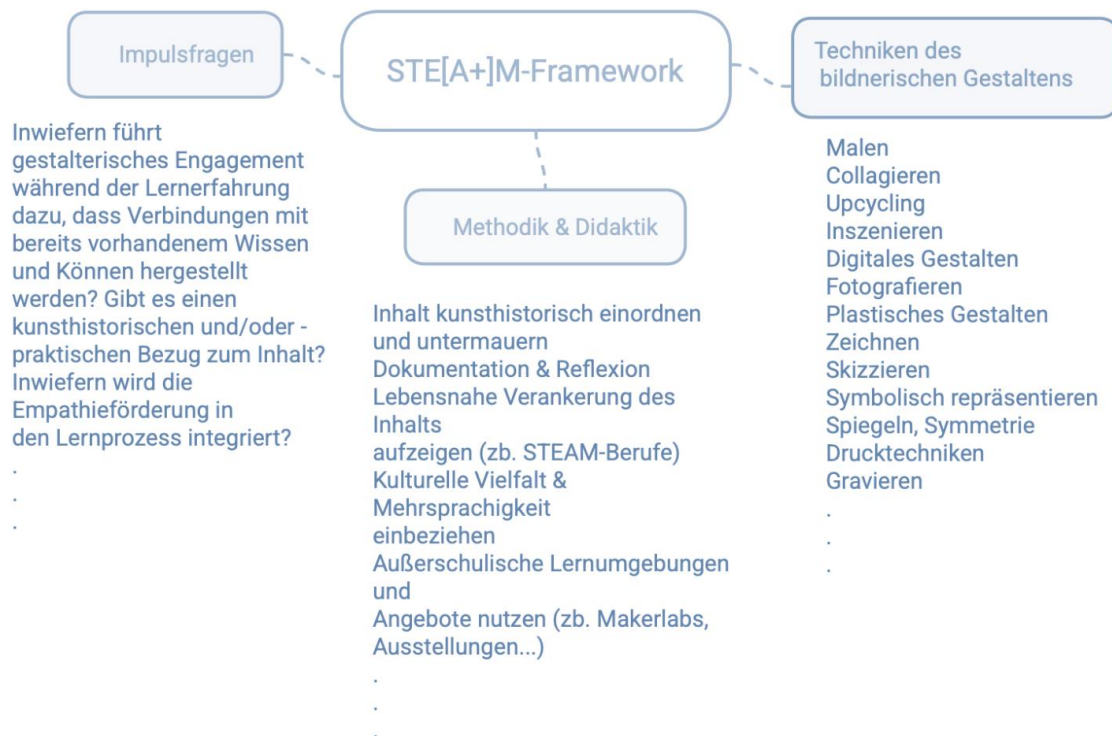 Impulsfragen
STE[A+]M-Framework
Techniken des
bildnerischen Gestaltens
Inwiefern führt
gestalterisches Engagement
während der Lernerfahrung
dazu, dass Verbindungen mit
bereits vorhandenem Wissen
und Können hergestellt
werden? Gibt es einen
kunsthistorischen und/oder -
praktischen Bezug zum Inhalt?
Inwiefern wird die
Empathieförderung in
den Lernprozess integriert?
.
.
.
Methodik & Didaktik
Inhalt kunsthistorisch einordnen
und untermauern
Dokumentation & Reflexion
Lebensnahe Verankerung des
Inhalts
aufzeigen (zb. STEAM-Berufe)
Kulturelle Vielfalt &
Mehrsprachigkeit
einbeziehen
Außerschulische Lernumgebungen
und
Angebote nutzen (zb. Makerlabs,
Ausstellungen...)
.
.
.
Malen
Collagieren
Upcycling
Inszenieren
Digitales Gestalten
Fotografieren
Plastisches Gestalten
Zeichnen
Skizzieren
Symbolisch repräsentieren
Spiegeln, Symmetrie
Drucktechniken
Gravieren
.
.
.